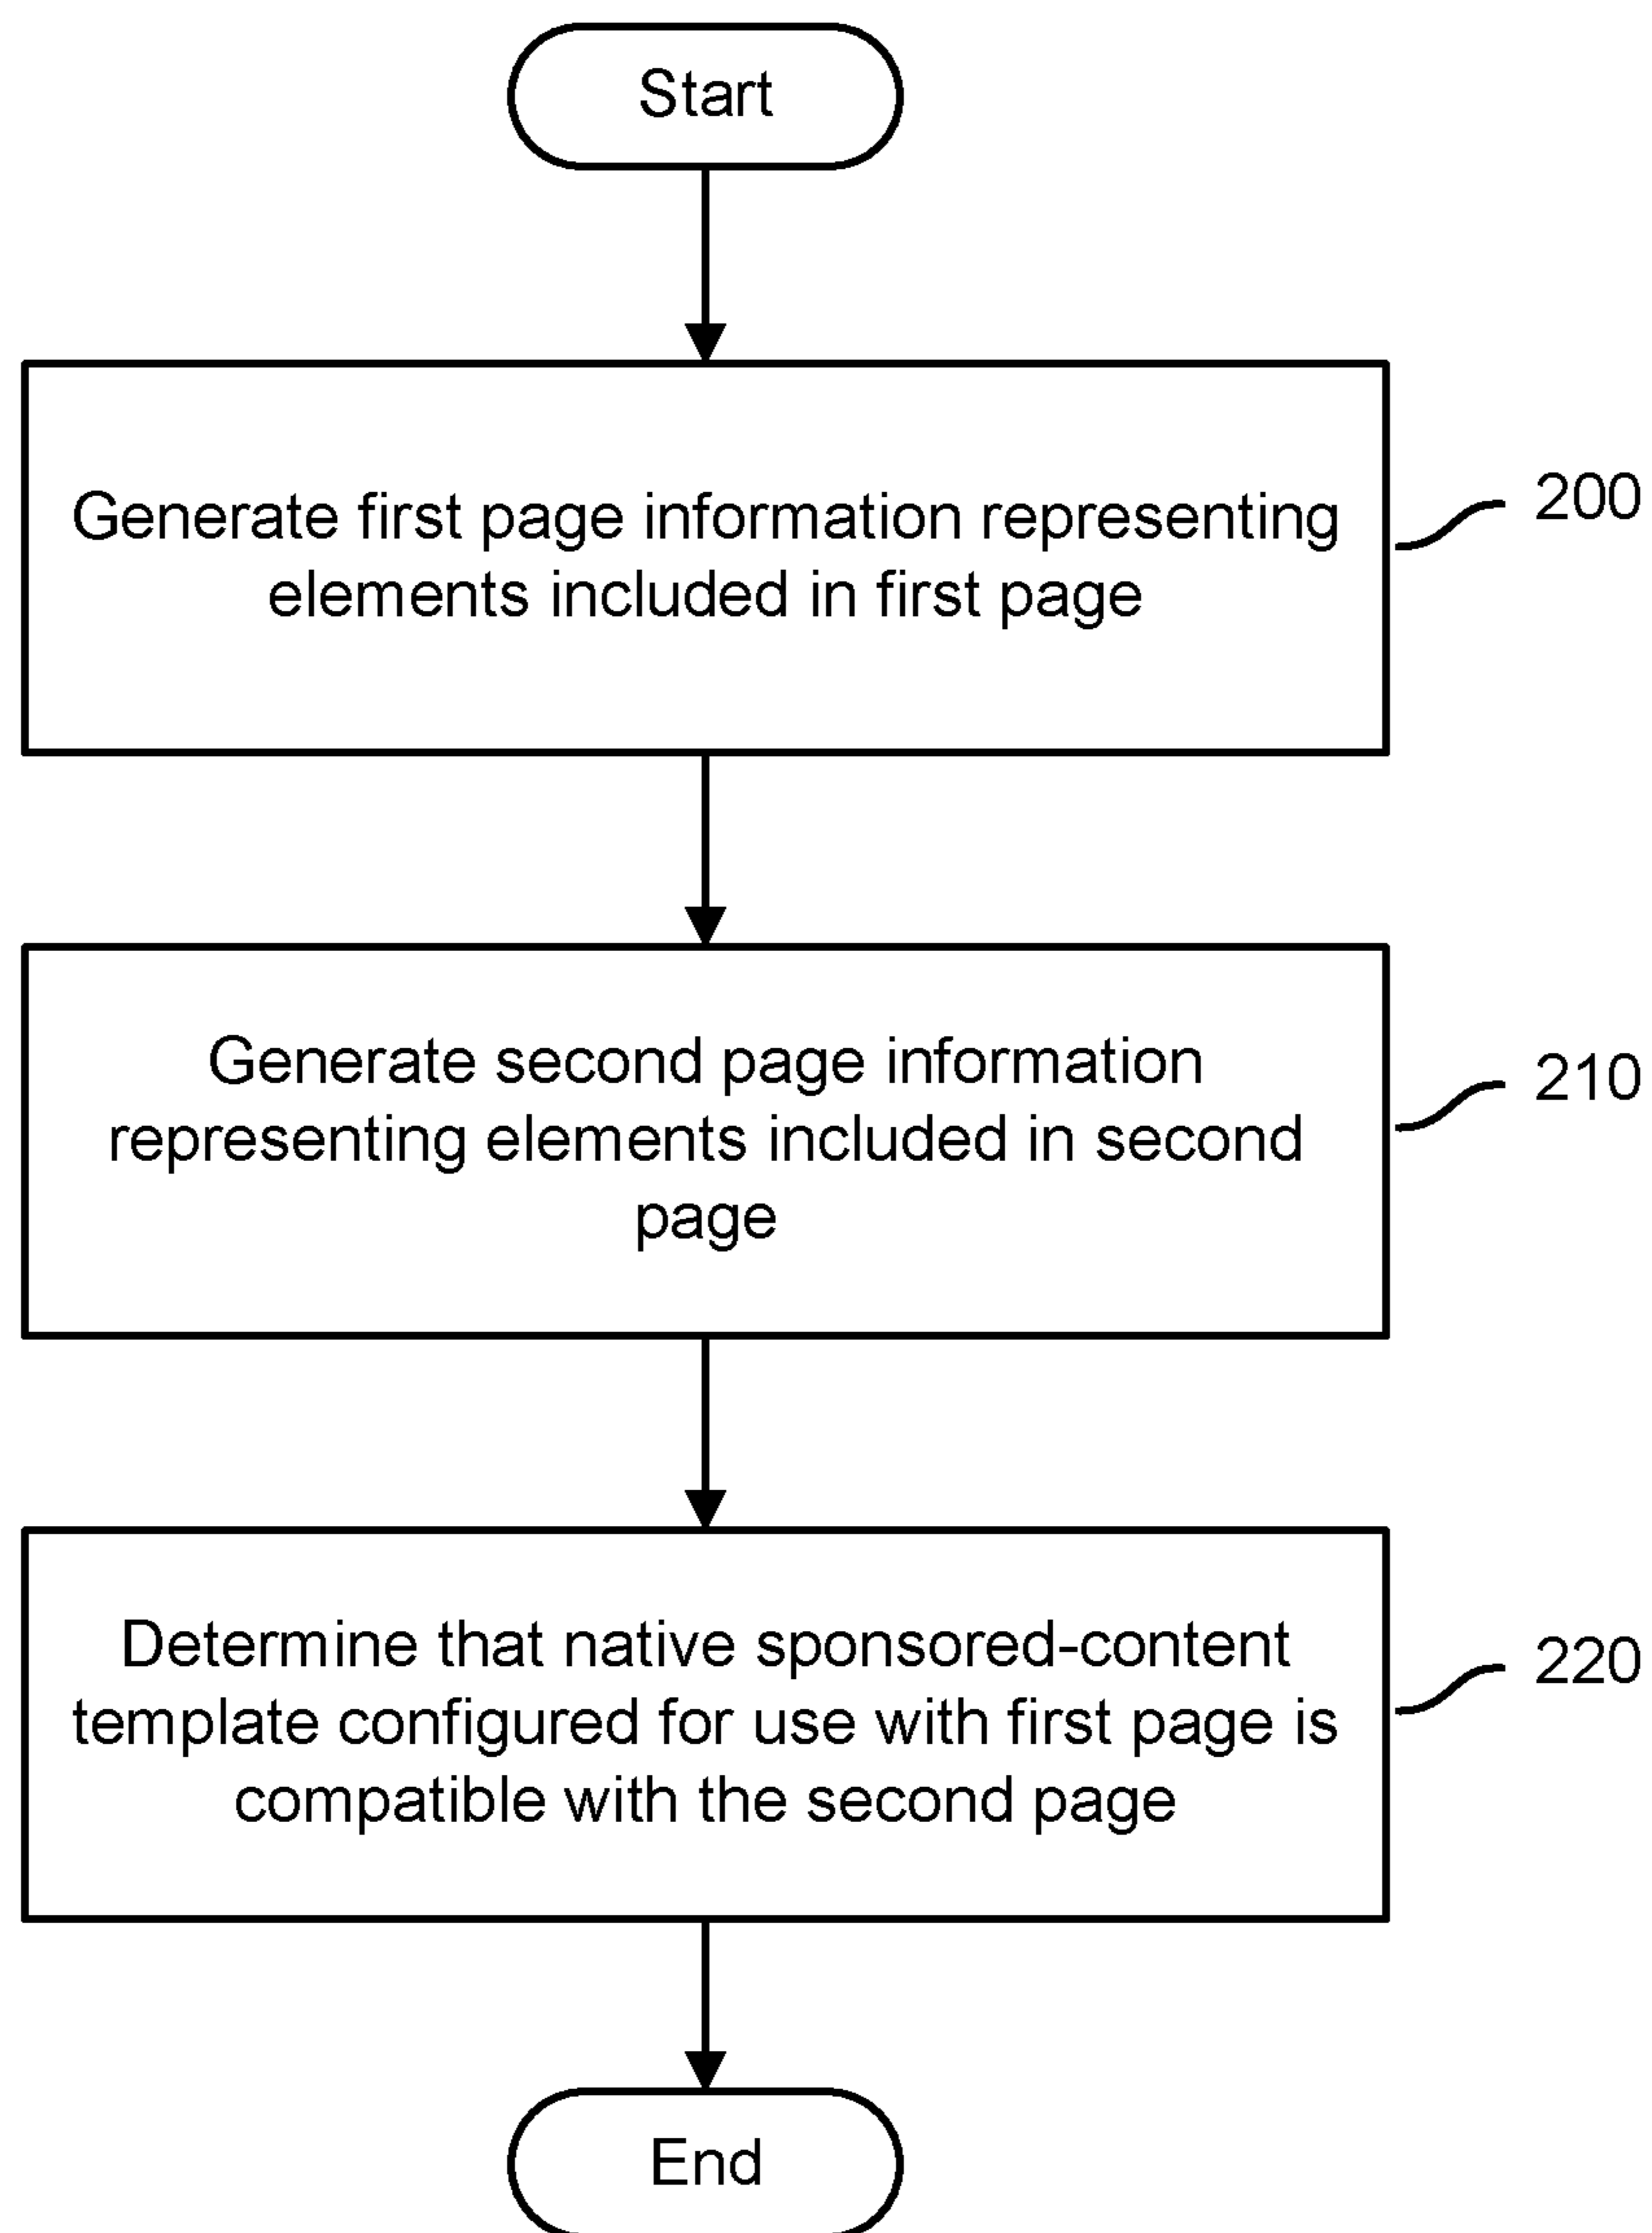 Start
Generate first page information representing
elements included in first page
200
Generate second page information
representing elements included in second
page
210
Determine that native sponsored-content
template configured for use with first page is
compatible with the second page
220
End